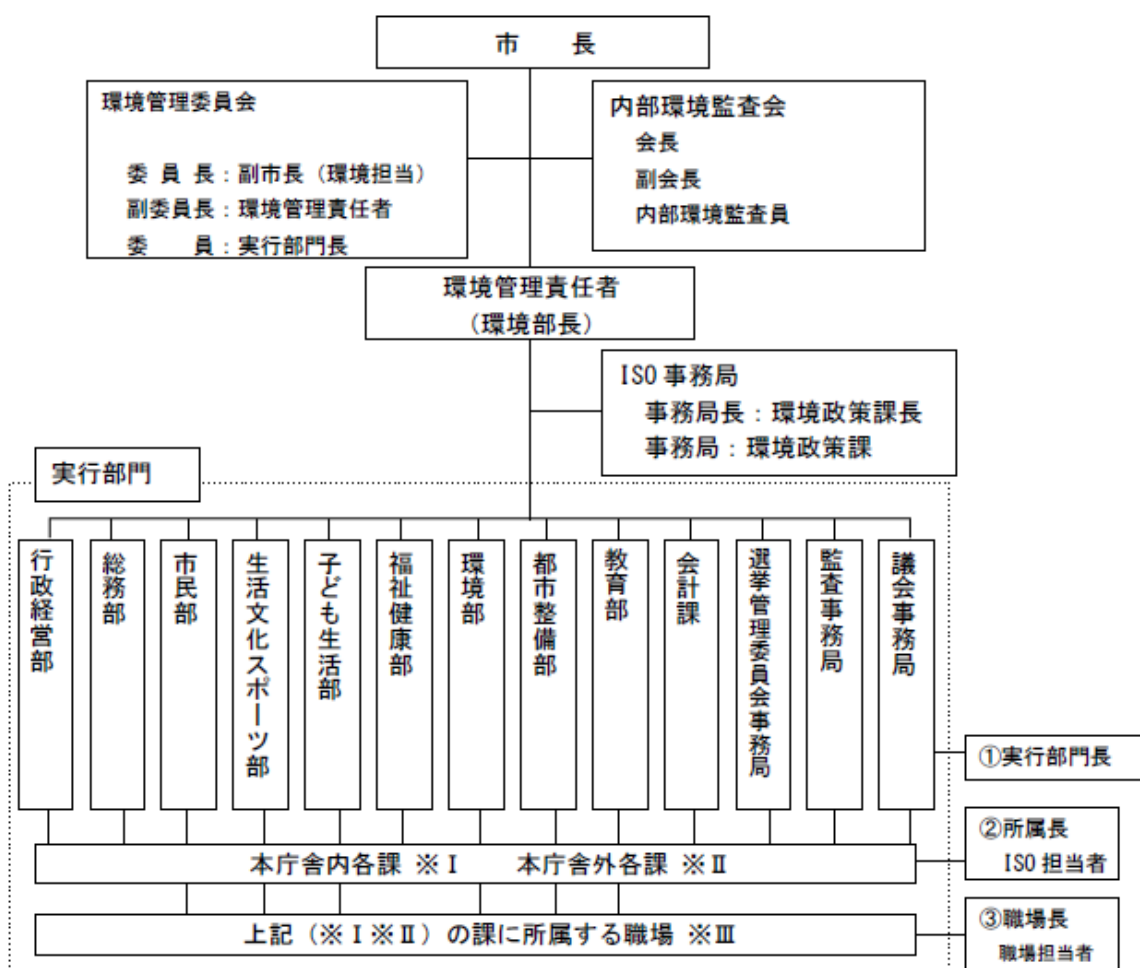 市　　長
環境管理委員会
委 員 長：副市長（環境担当）
副委員長：環境管理責任者
委　　員：実行部門長
内部環境監査会
会長
副会長
内部環境監査員
環境管理責任者
（環境部長）
ISO 事務局
事務局長：環境政策課長
事務局：環境政策課
実行部門
行政経営部
総務部
市民部
生活文化スポーツ部
子ども生活部
福祉健康部
環境部
都市整備部
教育部
会計課
選挙管理委員会事務局
監査事務局
議会事務局
①実行部門長
本庁舎内各課 ※Ⅰ　　本庁舎外各課 ※Ⅱ
②所属長
ISO 担当者
上記（※Ⅰ※Ⅱ）の課に所属する職場 ※Ⅲ
③職場長
職場担当者